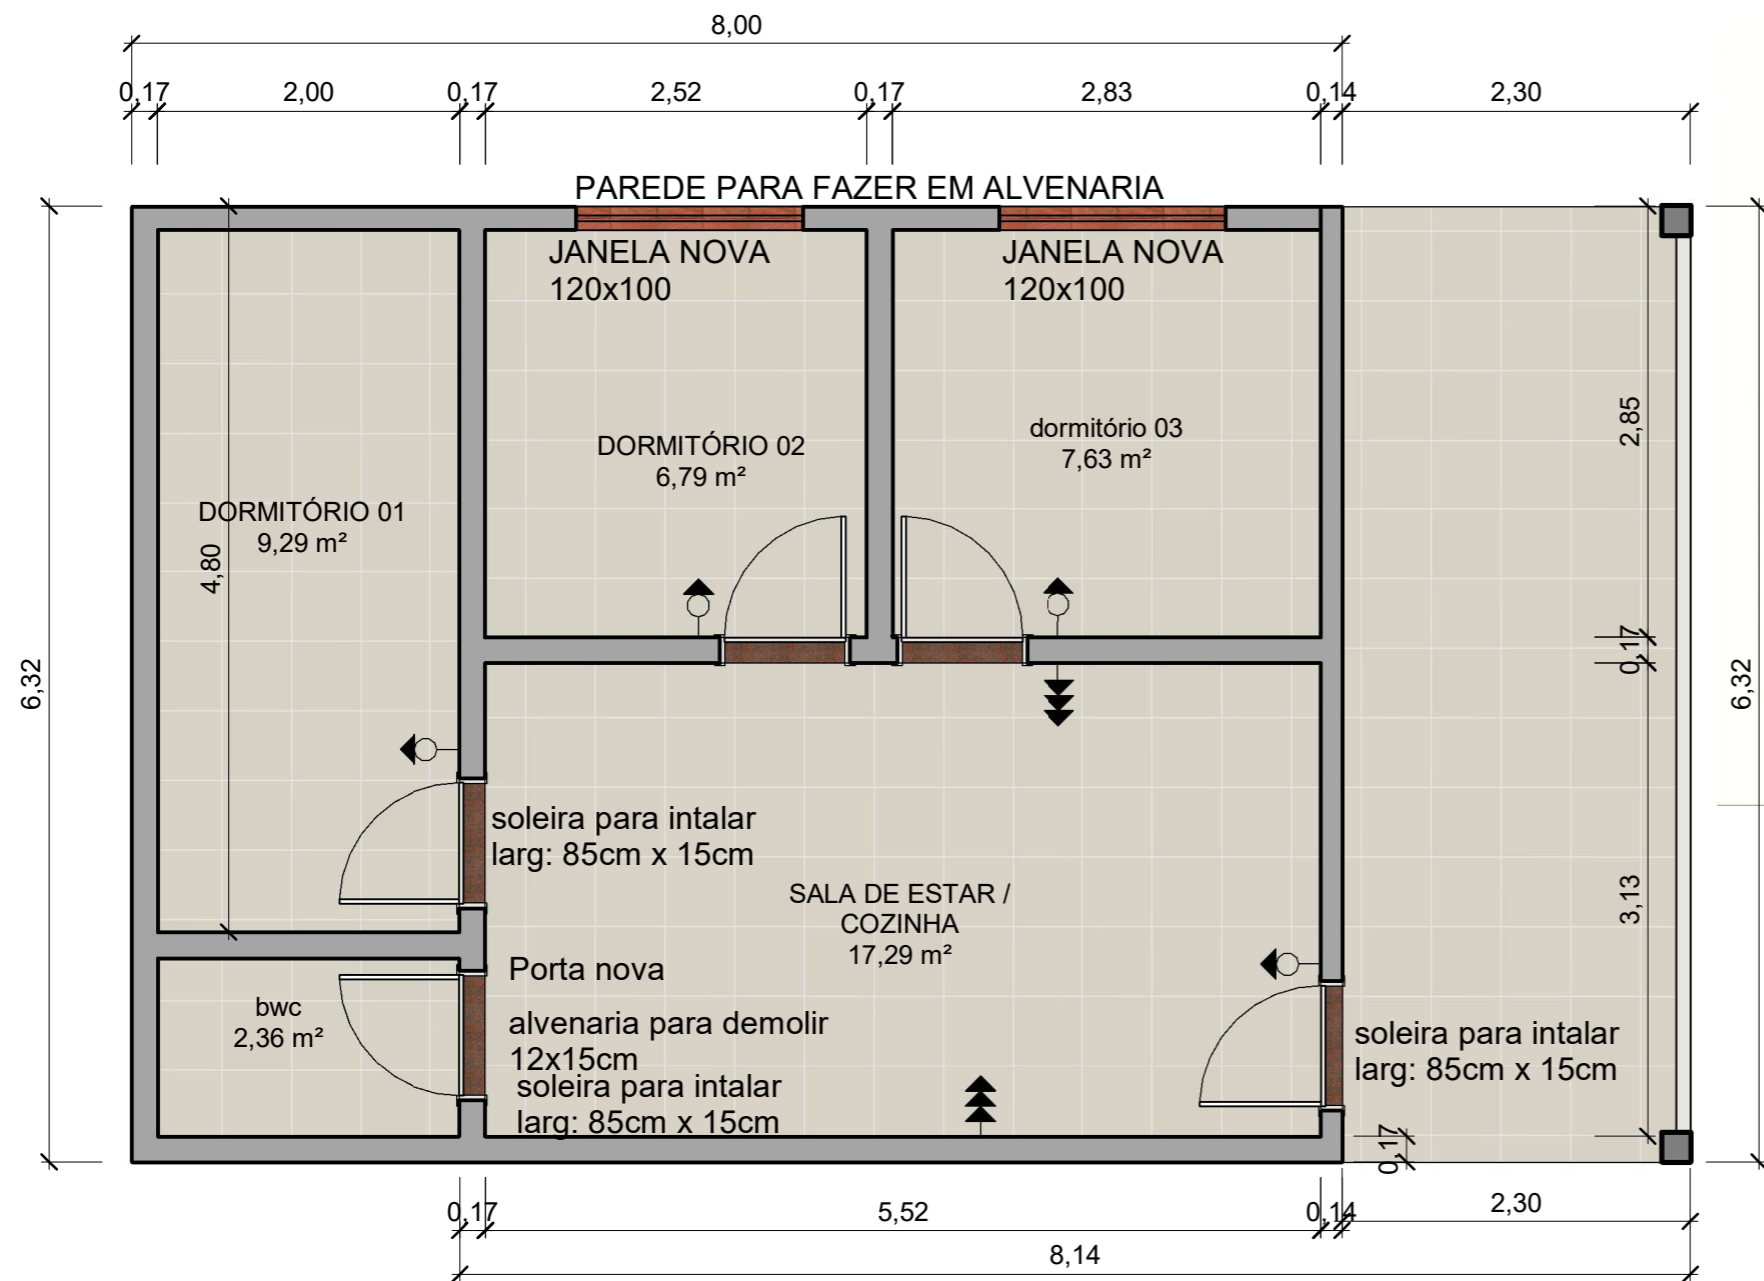 8,00
0,17 2,00 0,17 2,52 0,17 2,83 0,14 2,30
PAREDE PARA FAZER EM ALVENARIA
JANELA NOVA
120x100
JANELA NOVA
120x100
DORMITÓRIO 01
9,29 m²
4,80
DORMITÓRIO 02
6,79 m²
dormitório 03
7,63 m²
2,85
0,17
3,13
6,32
6,32
soleira para intalar
larg: 85cm x 15cm
SALA DE ESTAR /
COZINHA
17,29 m²
bwc
2,36 m²
Porta nova
alvenaria para demolir
12x15cm
soleira para intalar
larg: 85cm x 15cm
soleira para intalar
larg: 85cm x 15cm
0,17
0,17 5,52 0,14 2,30
8,14